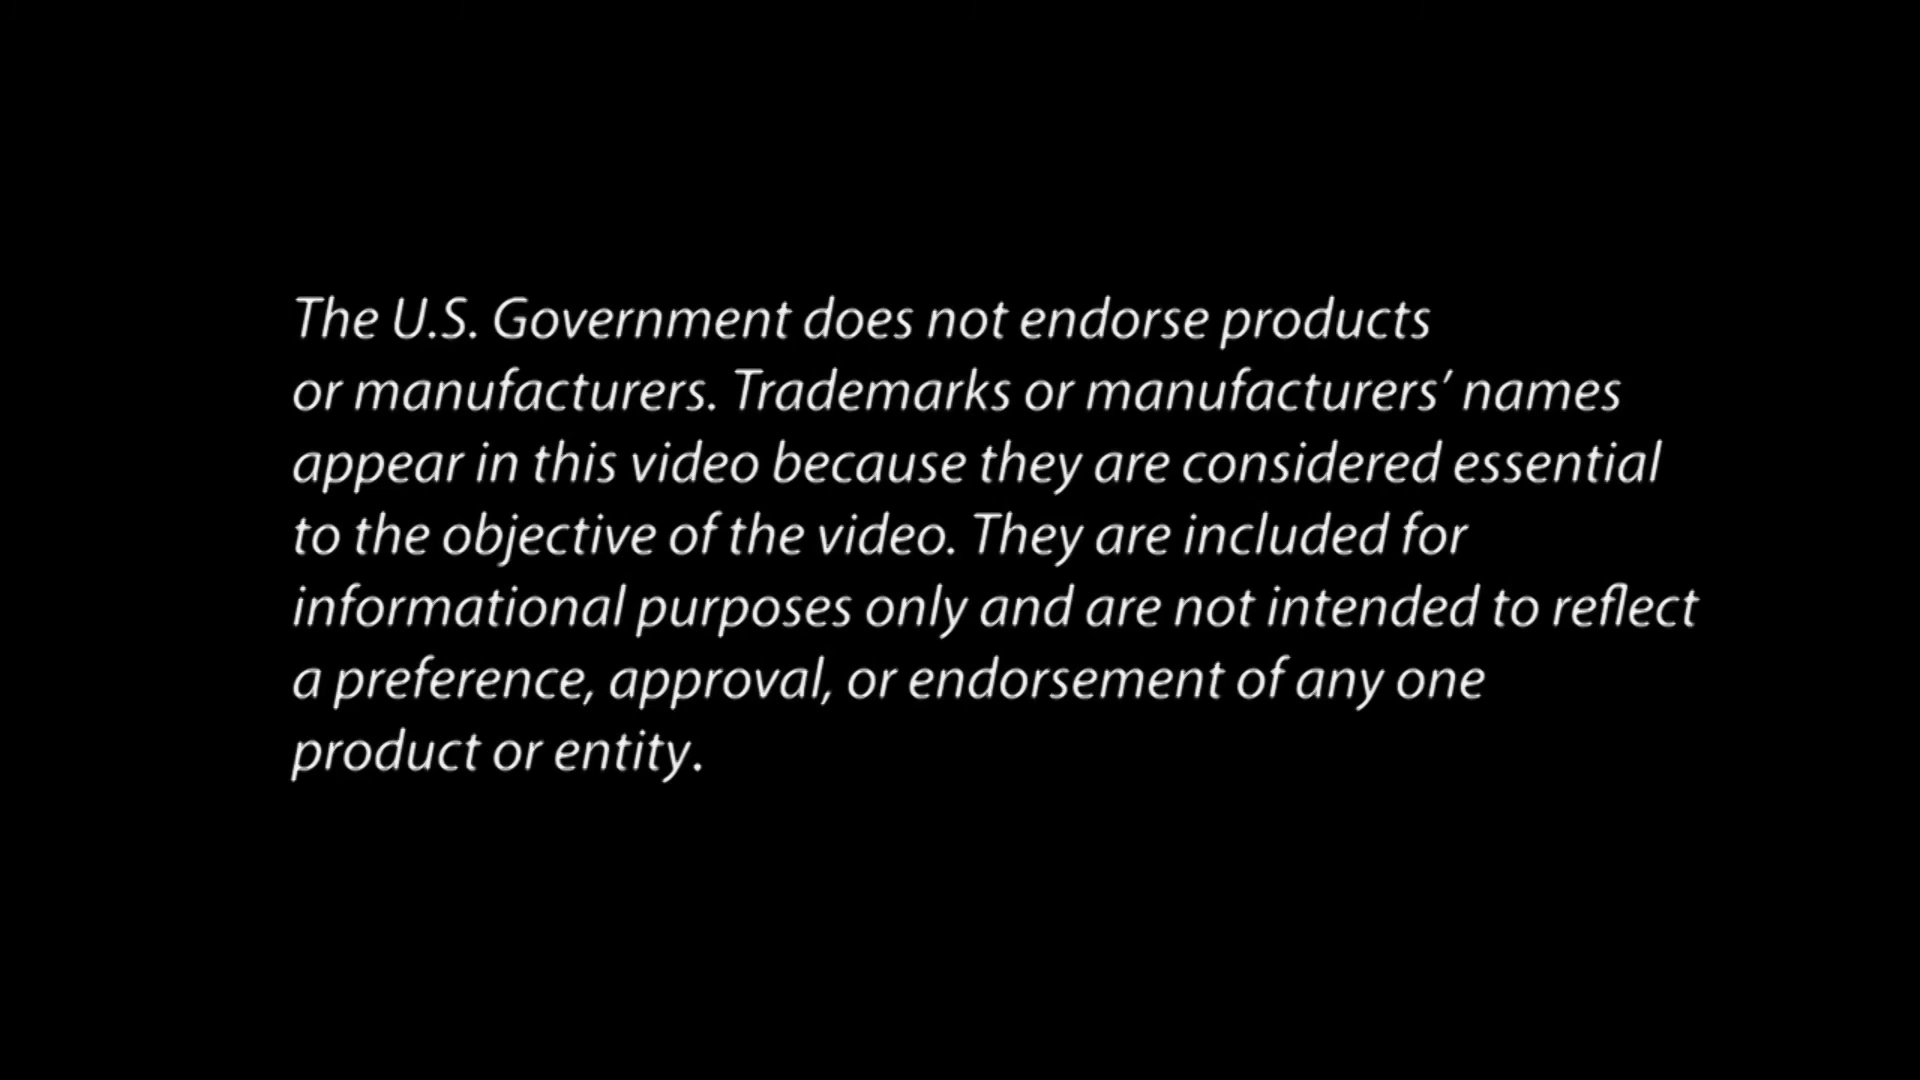 The U.S. Government does not endorse products
or manufacturers. Trademarks or manufacturers’ names
appear in this video because they are considered essential
to the objective of the video. They are included for
informational purposes only and are not intended to reflect
a preference, approval, or endorsement of any one
product or entity.